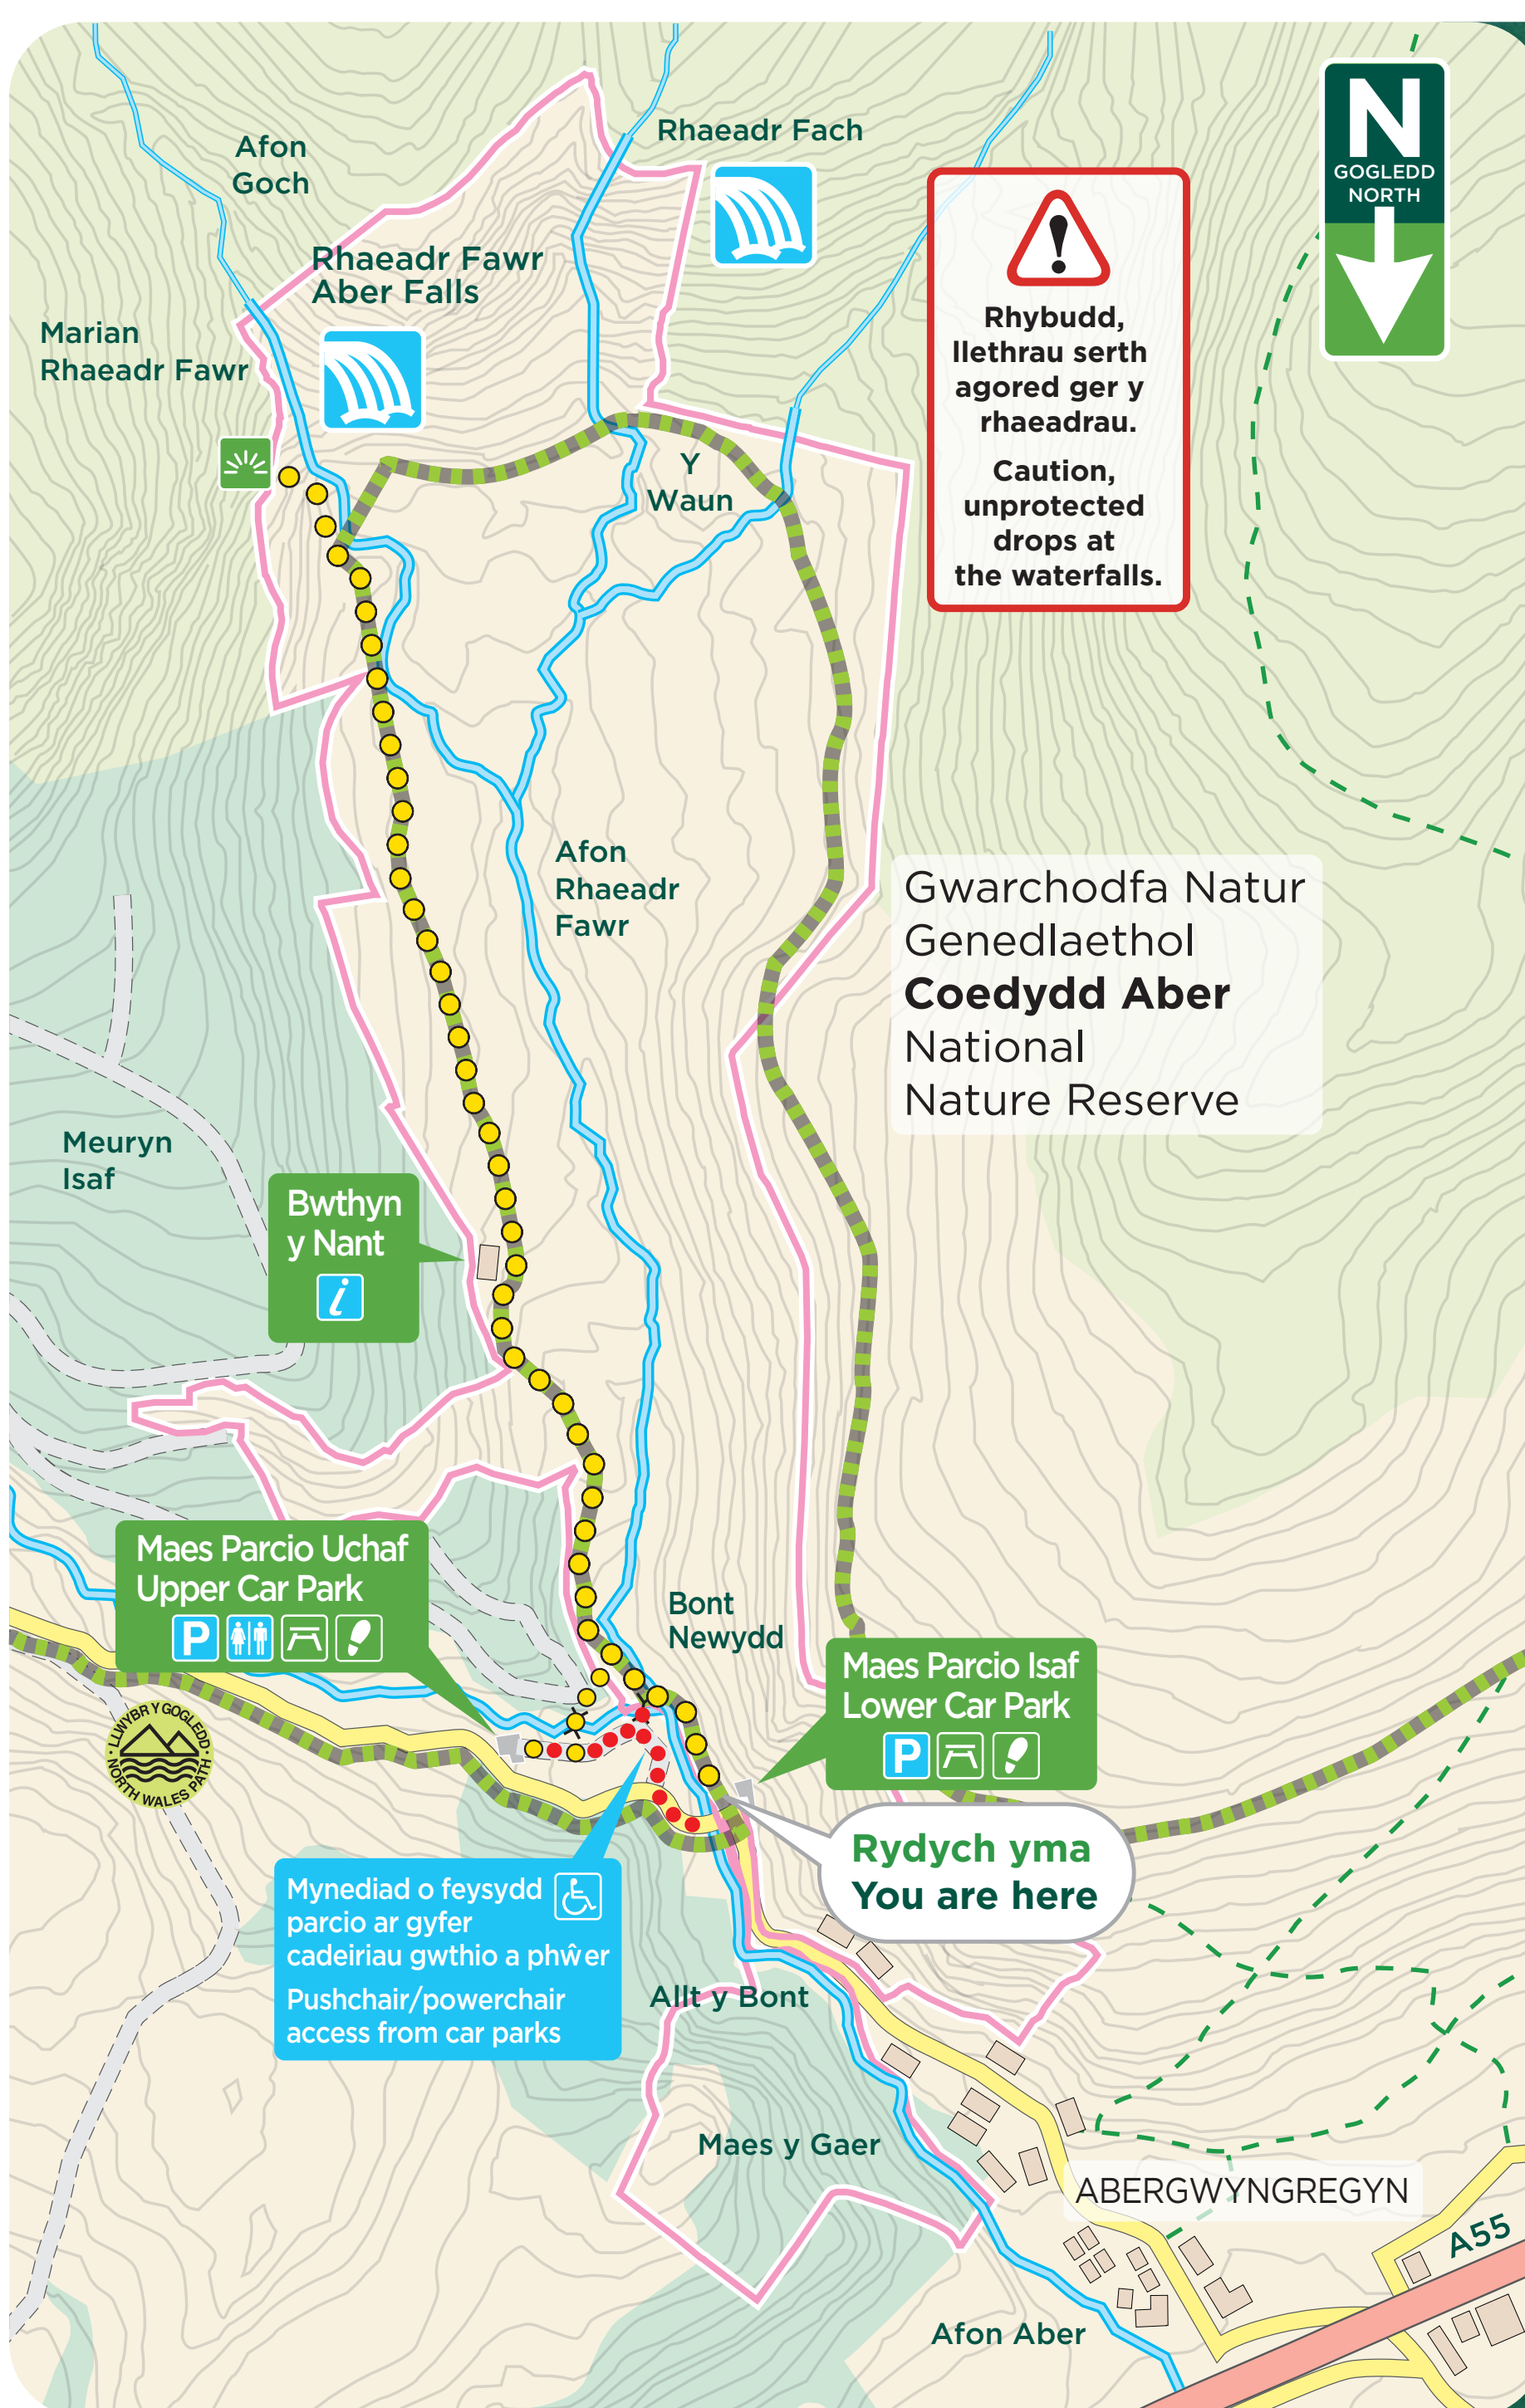 Afon
Goch
Rhaeadr Fach
Rhaeadr Fawr
Aber Falls
N
GOGLEDD
NORTH
Marian
Rhaeadr Fawr
Rhybudd,
llethrau serth
agored ger y
rhaeadrau.
Caution,
unprotected
drops at
the waterfalls.
Y
Waun
Afon
Rhaeadr
Fawr
Gwarchodfa Natur
Genedlaethol
Coedydd Aber
National
Nature Reserve
Meuryn
Isaf
Bwthyn
y Nant
i
Maes Parcio Uchaf
Upper Car Park
P
Bont
Newydd
Maes Parcio Isaf
Lower Car Park
P
LLWYBR Y GOGLEDD
NORTH WALES PATH
Rydych yma
You are here
Mynediad o feysydd
parcio ar gyfer
cadeiriau gwthio a phŵer
Pushchair/powerchair
access from car parks
Allt y Bont
Maes y Gaer
ABERGWYNGREGYN
A55
Afon Aber